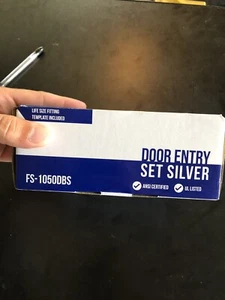 LIFE SIZE FITTING
TEMPLATE INCLUDED
DOOR ENTRY
SET SILVER
FS-1050DBS
ANSI CERTIFIED
UL LISTED